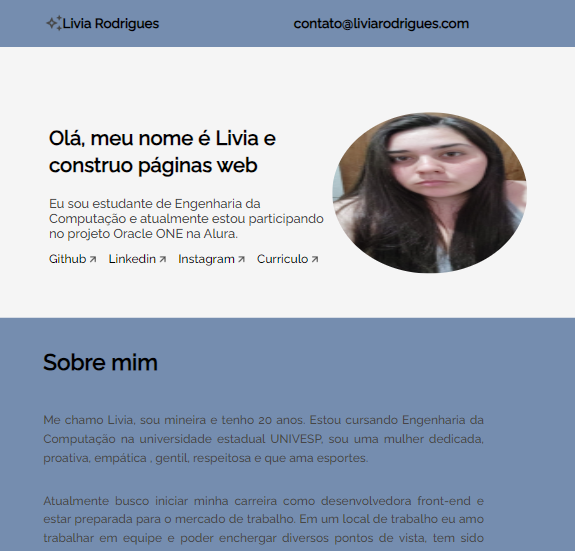 Livia Rodrigues
contato@liviarodrigues.com
Olá, meu nome é Livia e
construo páginas web
Eu sou estudante de Engenharia da
Computação e atualmente estou participando
no projeto Oracle ONE na Alura.
Github Linkedin Instagram Curriculo
Sobre mim
Me chamo Livia, sou mineira e tenho 20 anos. Estou cursando Engenharia da
Computação na universidade estadual UNIVESP, sou uma mulher dedicada,
proativa, empática , gentil, respeitosa e que ama esportes.
Atualmente busco iniciar minha carreira como desenvolvedora front-end e
estar preparada para o mercado de trabalho. Em um local de trabalho eu amo
trabalhar em equipe e poder enchergar diversos pontos de vista, tem sido